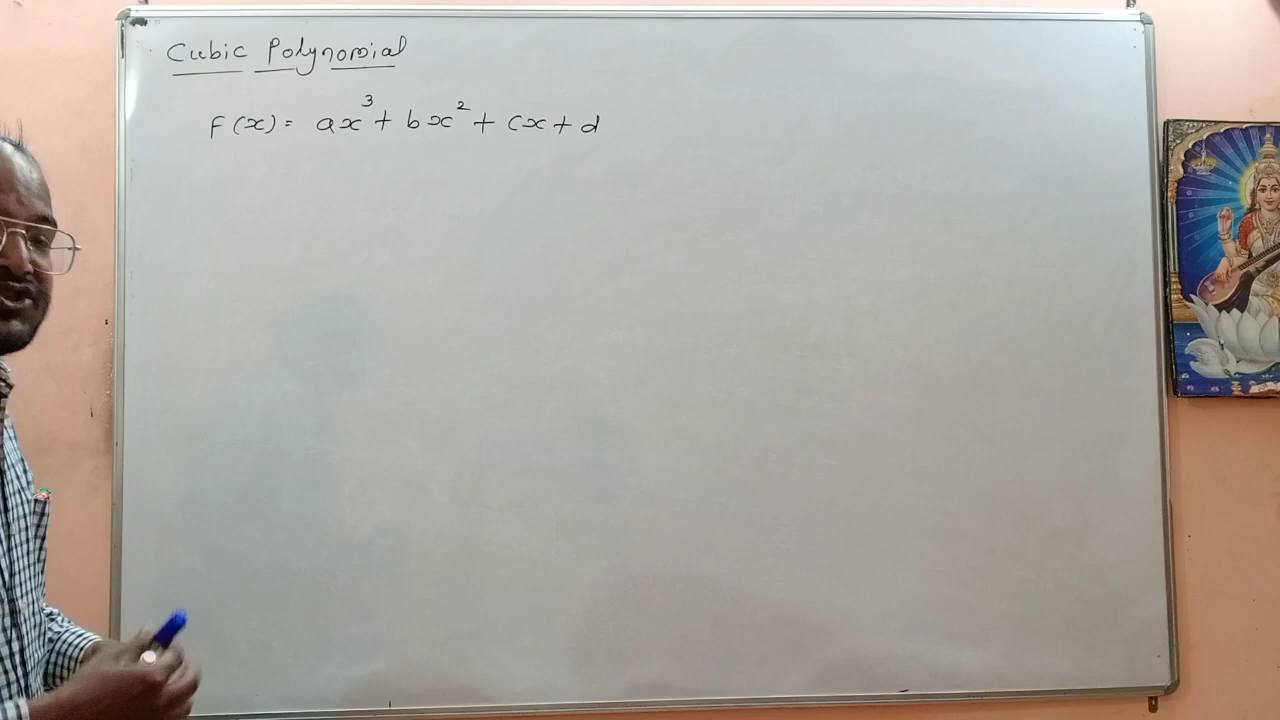 Cubic Polynomial
F(x) = ax³ + bx² + cx + d